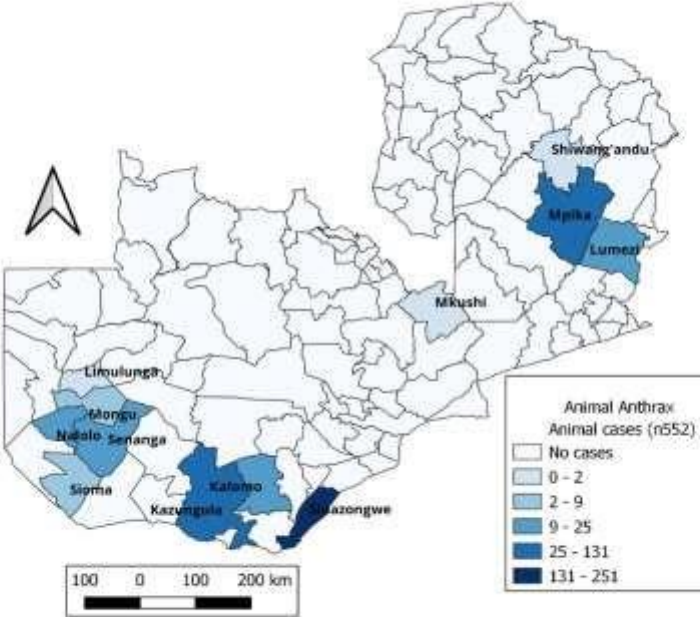 Shiwang'andu
Mpika
Lumezi
Mkushi
Limulunga
Mongu
Nalolo
Senanga
Sioma
Kalomo
Kazungula
Sinazongwe
Animal Anthrax
Animal cases (n552)
No cases
0 - 2
2 - 9
9 - 25
25 - 131
131 - 251
100 0 100 200 km